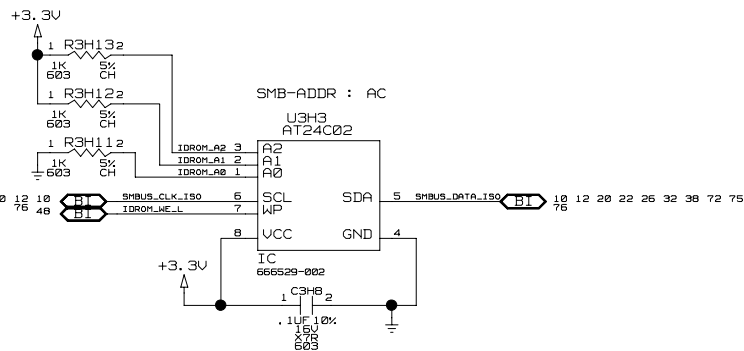 +3.3V
1 R3H13 2
1K 5%
603 CH
1 R3H12 2
1K 5%
603 CH
1 R3H11 2
1K 5%
603 CH
SMB-ADDR : AC
U3H3
AT24C02
IDROM_A2 3 A2
IDROM_A1 2 A1
IDROM_A0 1 A0
0 12 10 BI SMBUS_CLK_ISO 6 SCL SDA 5 SMBUS_DATA_ISO BI 10 12 20 22 26 32 38 72 75
76 48 BI IDROM_WE_L 7 WP 76
8 VCC GND 4
IC
666529-002
+3.3V
1 C3H8 2
.1UF 10%
16V
X7R
603